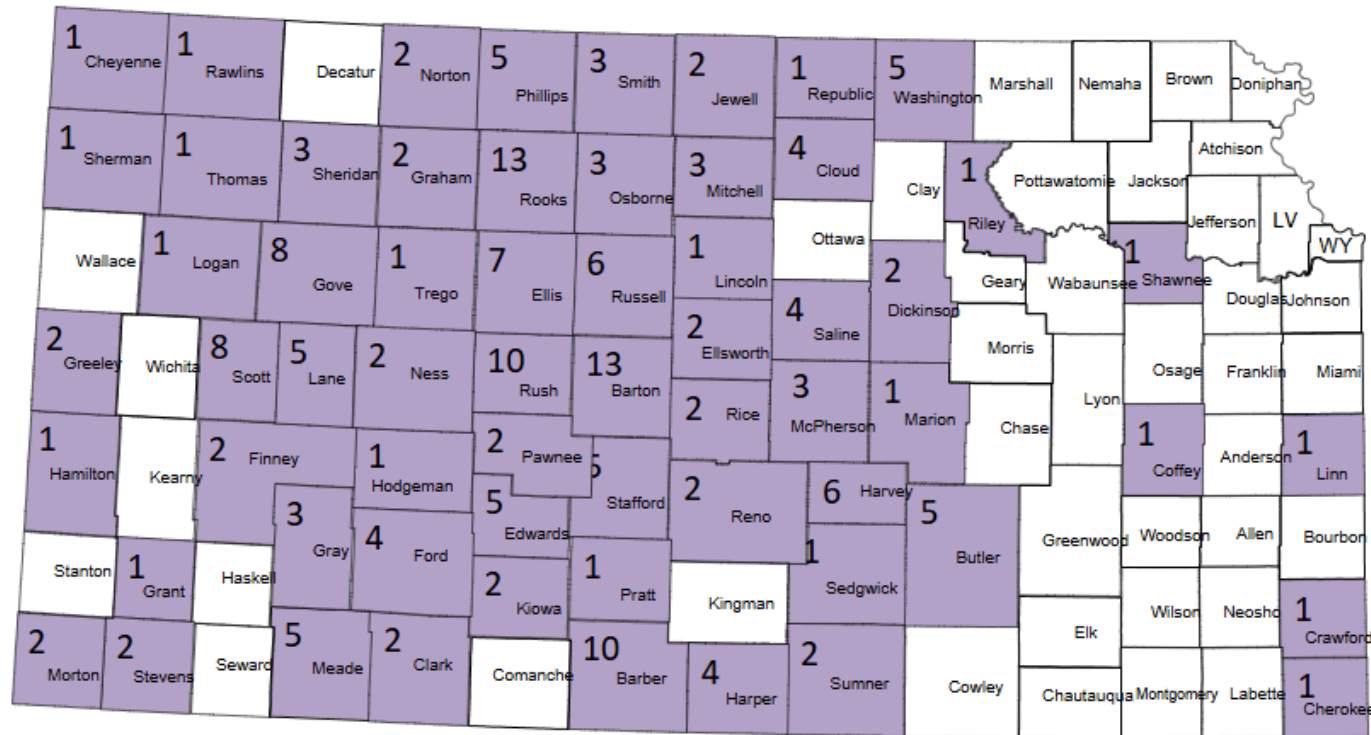 1 Cheyenne
1 Rawlins
Decatur
2 Norton
5 Phillips
3 Smith
2 Jewell
1 Republic
5 Washington
Marshall
Nemaha
Brown
Doniphan
1 Sherman
1 Thomas
3 Sheridan
2 Graham
13 Rooks
3 Osborne
3 Mitchell
4 Cloud
Clay
1 Riley
Pottawatomie
Jackson
Atchison
Jefferson
LV
WY
Wallace
1 Logan
8 Gove
1 Trego
7 Ellis
6 Russell
1 Lincoln
Ottawa
2 Dickinson
Geary
Wabaunsee
1 Shawnee
Douglas
Johnson
2 Greeley
Wichita
8 Scott
5 Lane
2 Ness
10 Rush
13 Barton
2 Ellsworth
4 Saline
Morris
Osage
Franklin
Miami
2 Rice
3 McPherson
1 Marion
Chase
Lyon
1 Hamilton
Kearny
2 Finney
1 Hodgeman
2 Pawnee
5 Stafford
1 Coffey
Anderson
1 Linn
3 Gray
4 Ford
5 Edwards
2 Reno
6 Harvey
5 Butler
Greenwood
Woodson
Allen
Bourbon
Stanton
1 Grant
Haskell
2 Kiowa
1 Pratt
Kingman
1 Sedgwick
Elk
Wilson
Neosho
1 Crawford
2 Morton
2 Stevens
Seward
5 Meade
2 Clark
Comanche
10 Barber
4 Harper
2 Sumner
Cowley
Chautauqua
Montgomery
Labette
1 Cherokee